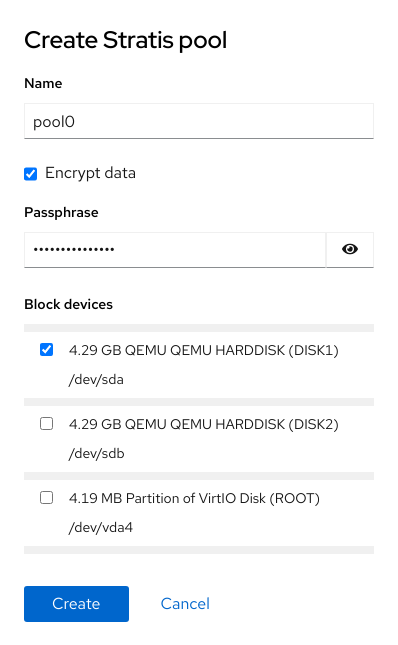 Create Stratis pool
Name
pool0
Encrypt data
Passphrase
•••••••••••••••
Block devices
4.29 GB QEMU QEMU HARDDISK (DISK1)
/dev/sda
4.29 GB QEMU QEMU HARDDISK (DISK2)
/dev/sdb
4.19 MB Partition of VirtIO Disk (ROOT)
/dev/vda4
Create Cancel